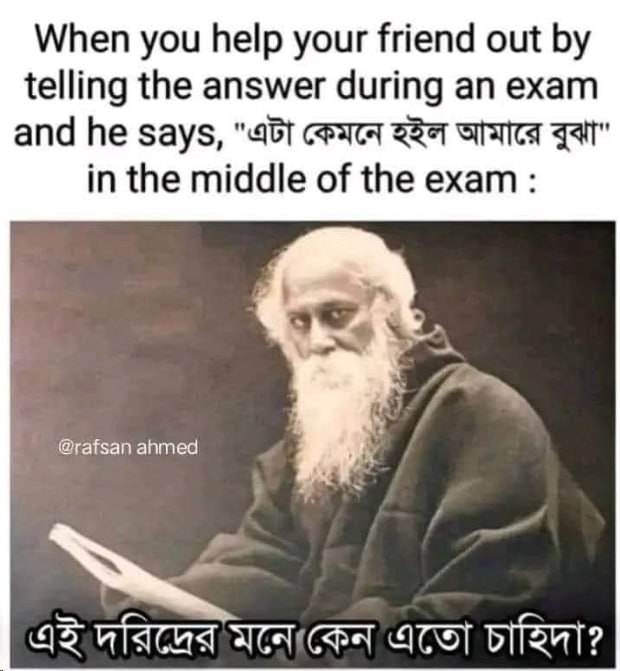 When you help your friend out by
telling the answer during an exam
and he says, "এটা কেমনে হইল আমারে বুঝা"
in the middle of the exam :
@rafsan ahmed
এই দরিদ্রের মনে কেন এতো চাহিদা?